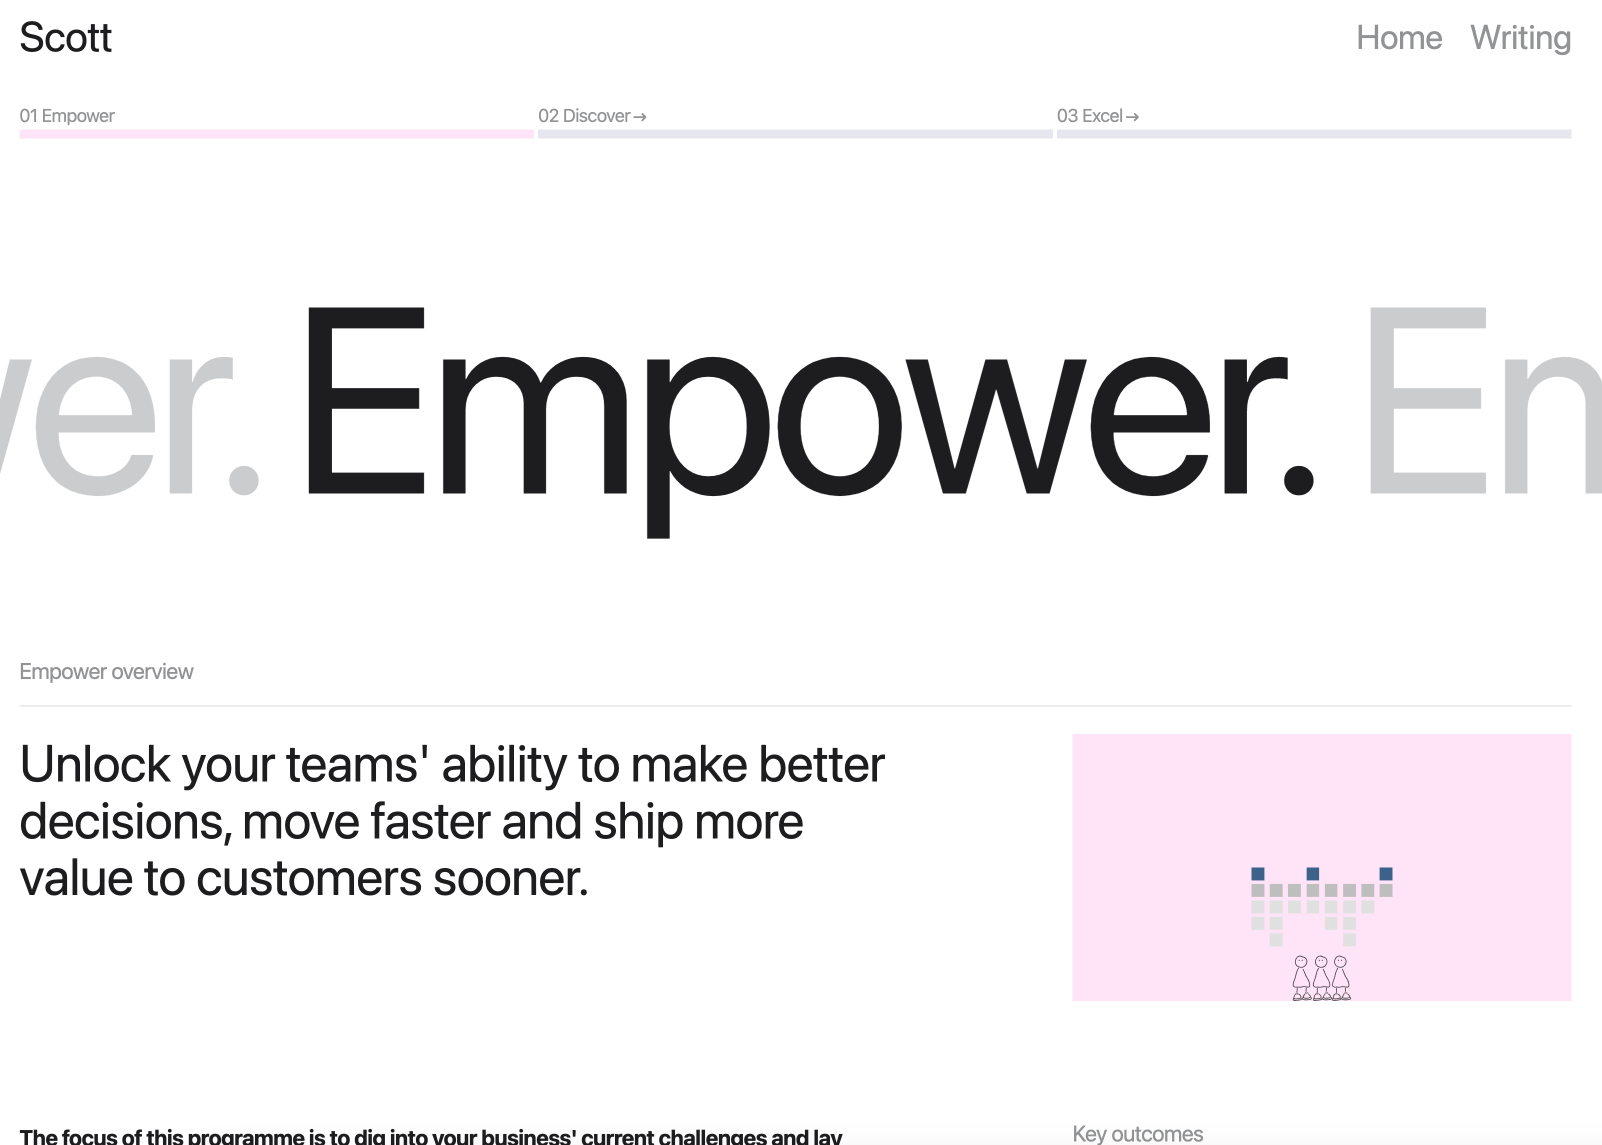 Scott
Home Writing
01 Empower
02 Discover →
03 Excel →
wer. Empower. Em
Empower overview
Unlock your teams' ability to make better
decisions, move faster and ship more
value to customers sooner.
The focus of this programme is to dig into your business' current challenges and lay
Key outcomes